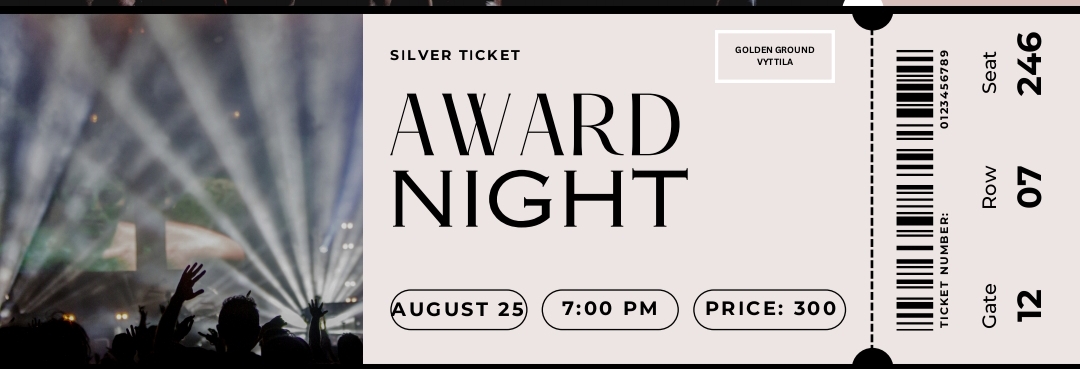 SILVER TICKET
GOLDEN GROUND
VYTTILA
AWARD
NIGHT
AUGUST 25
7:00 PM
PRICE: 300
TICKET NUMBER:
0123456789
Gate
12
Row
07
Seat
246